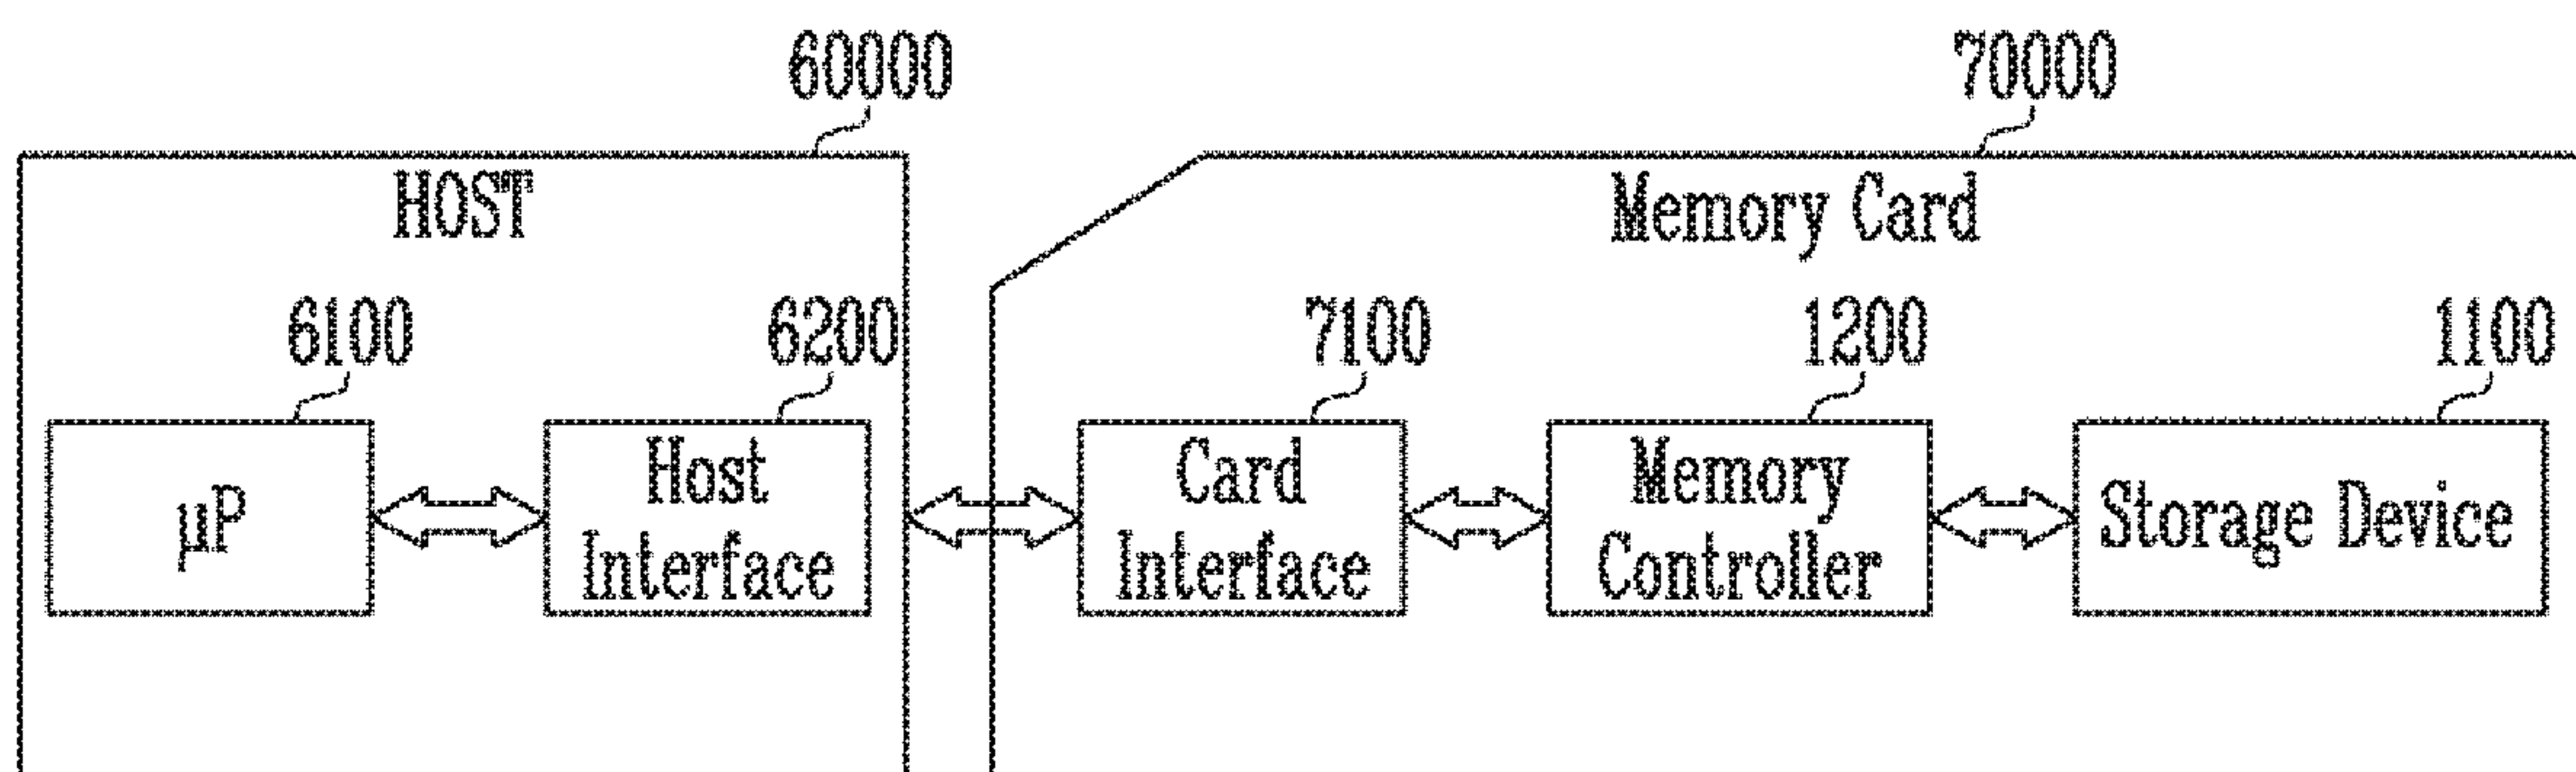 60000
70000
HOST
Memory Card
6100
6200
7100
1200
1100
μP
Host
Interface
Card
Interface
Memory
Controller
Storage Device